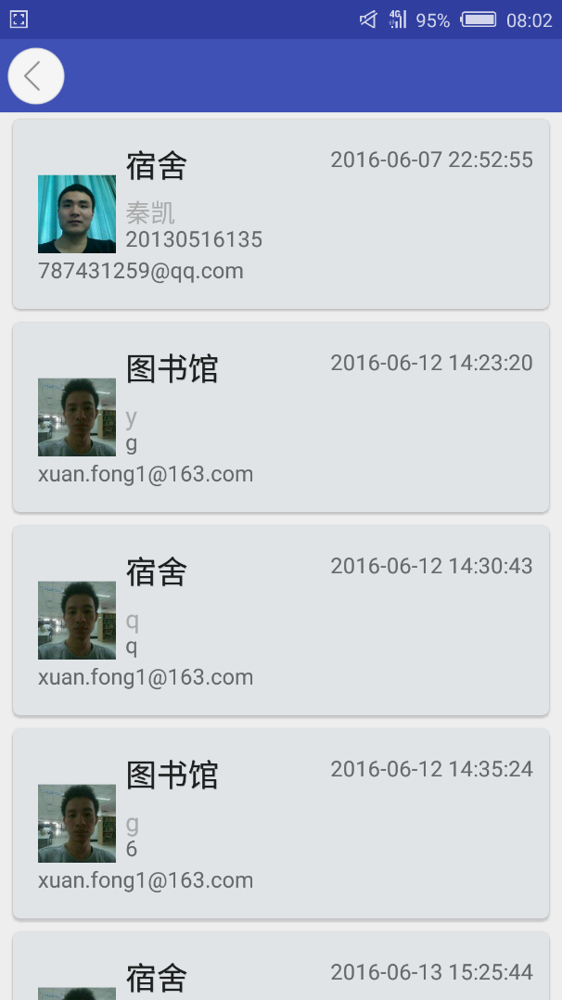 4G 95% 08:02
宿舍 2016-06-07 22:52:55
秦凯
20130516135
787431259@qq.com
图书馆 2016-06-12 14:23:20
y
g
xuan.fong1@163.com
宿舍 2016-06-12 14:30:43
q
q
xuan.fong1@163.com
图书馆 2016-06-12 14:35:24
g
6
xuan.fong1@163.com
宿舍 2016-06-13 15:25:44